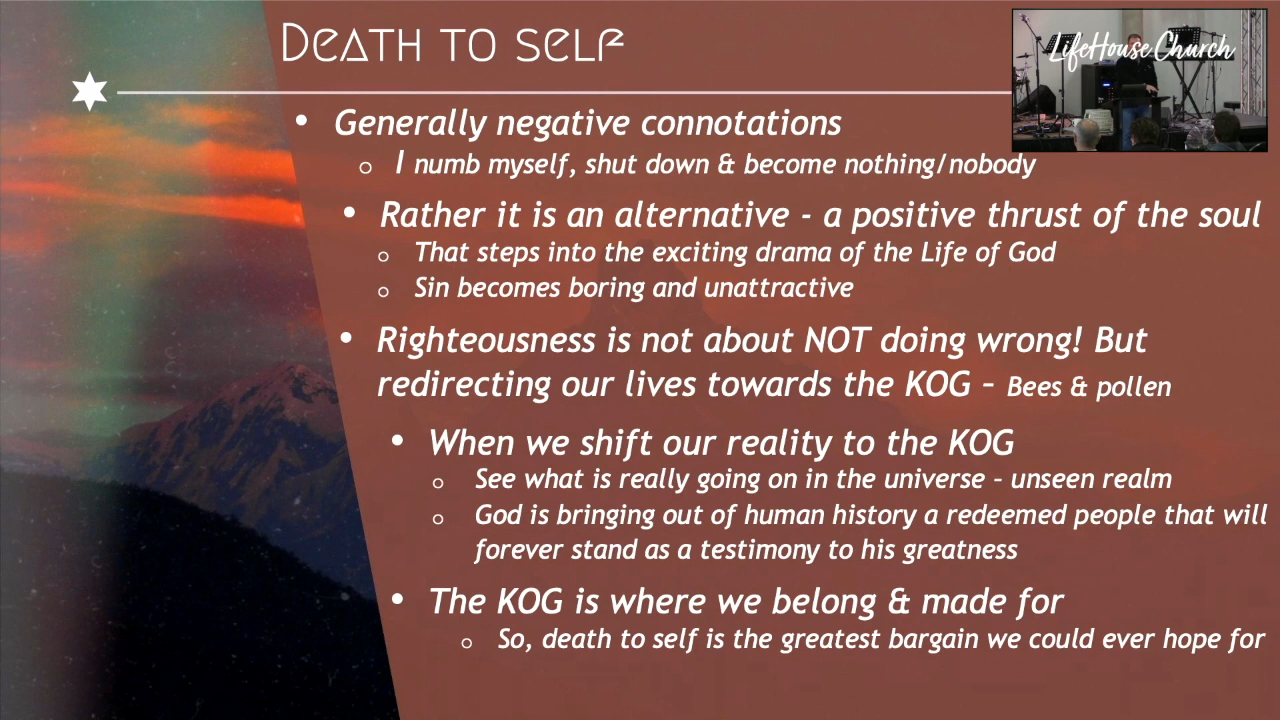 Death to self
LifeHouse Church
• Generally negative connotations
o I numb myself, shut down & become nothing/nobody
• Rather it is an alternative - a positive thrust of the soul
o That steps into the exciting drama of the Life of God
o Sin becomes boring and unattractive
• Righteousness is not about NOT doing wrong! But
redirecting our lives towards the KOG – Bees & pollen
• When we shift our reality to the KOG
o See what is really going on in the universe – unseen realm
o God is bringing out of human history a redeemed people that will
forever stand as a testimony to his greatness
• The KOG is where we belong & made for
o So, death to self is the greatest bargain we could ever hope for